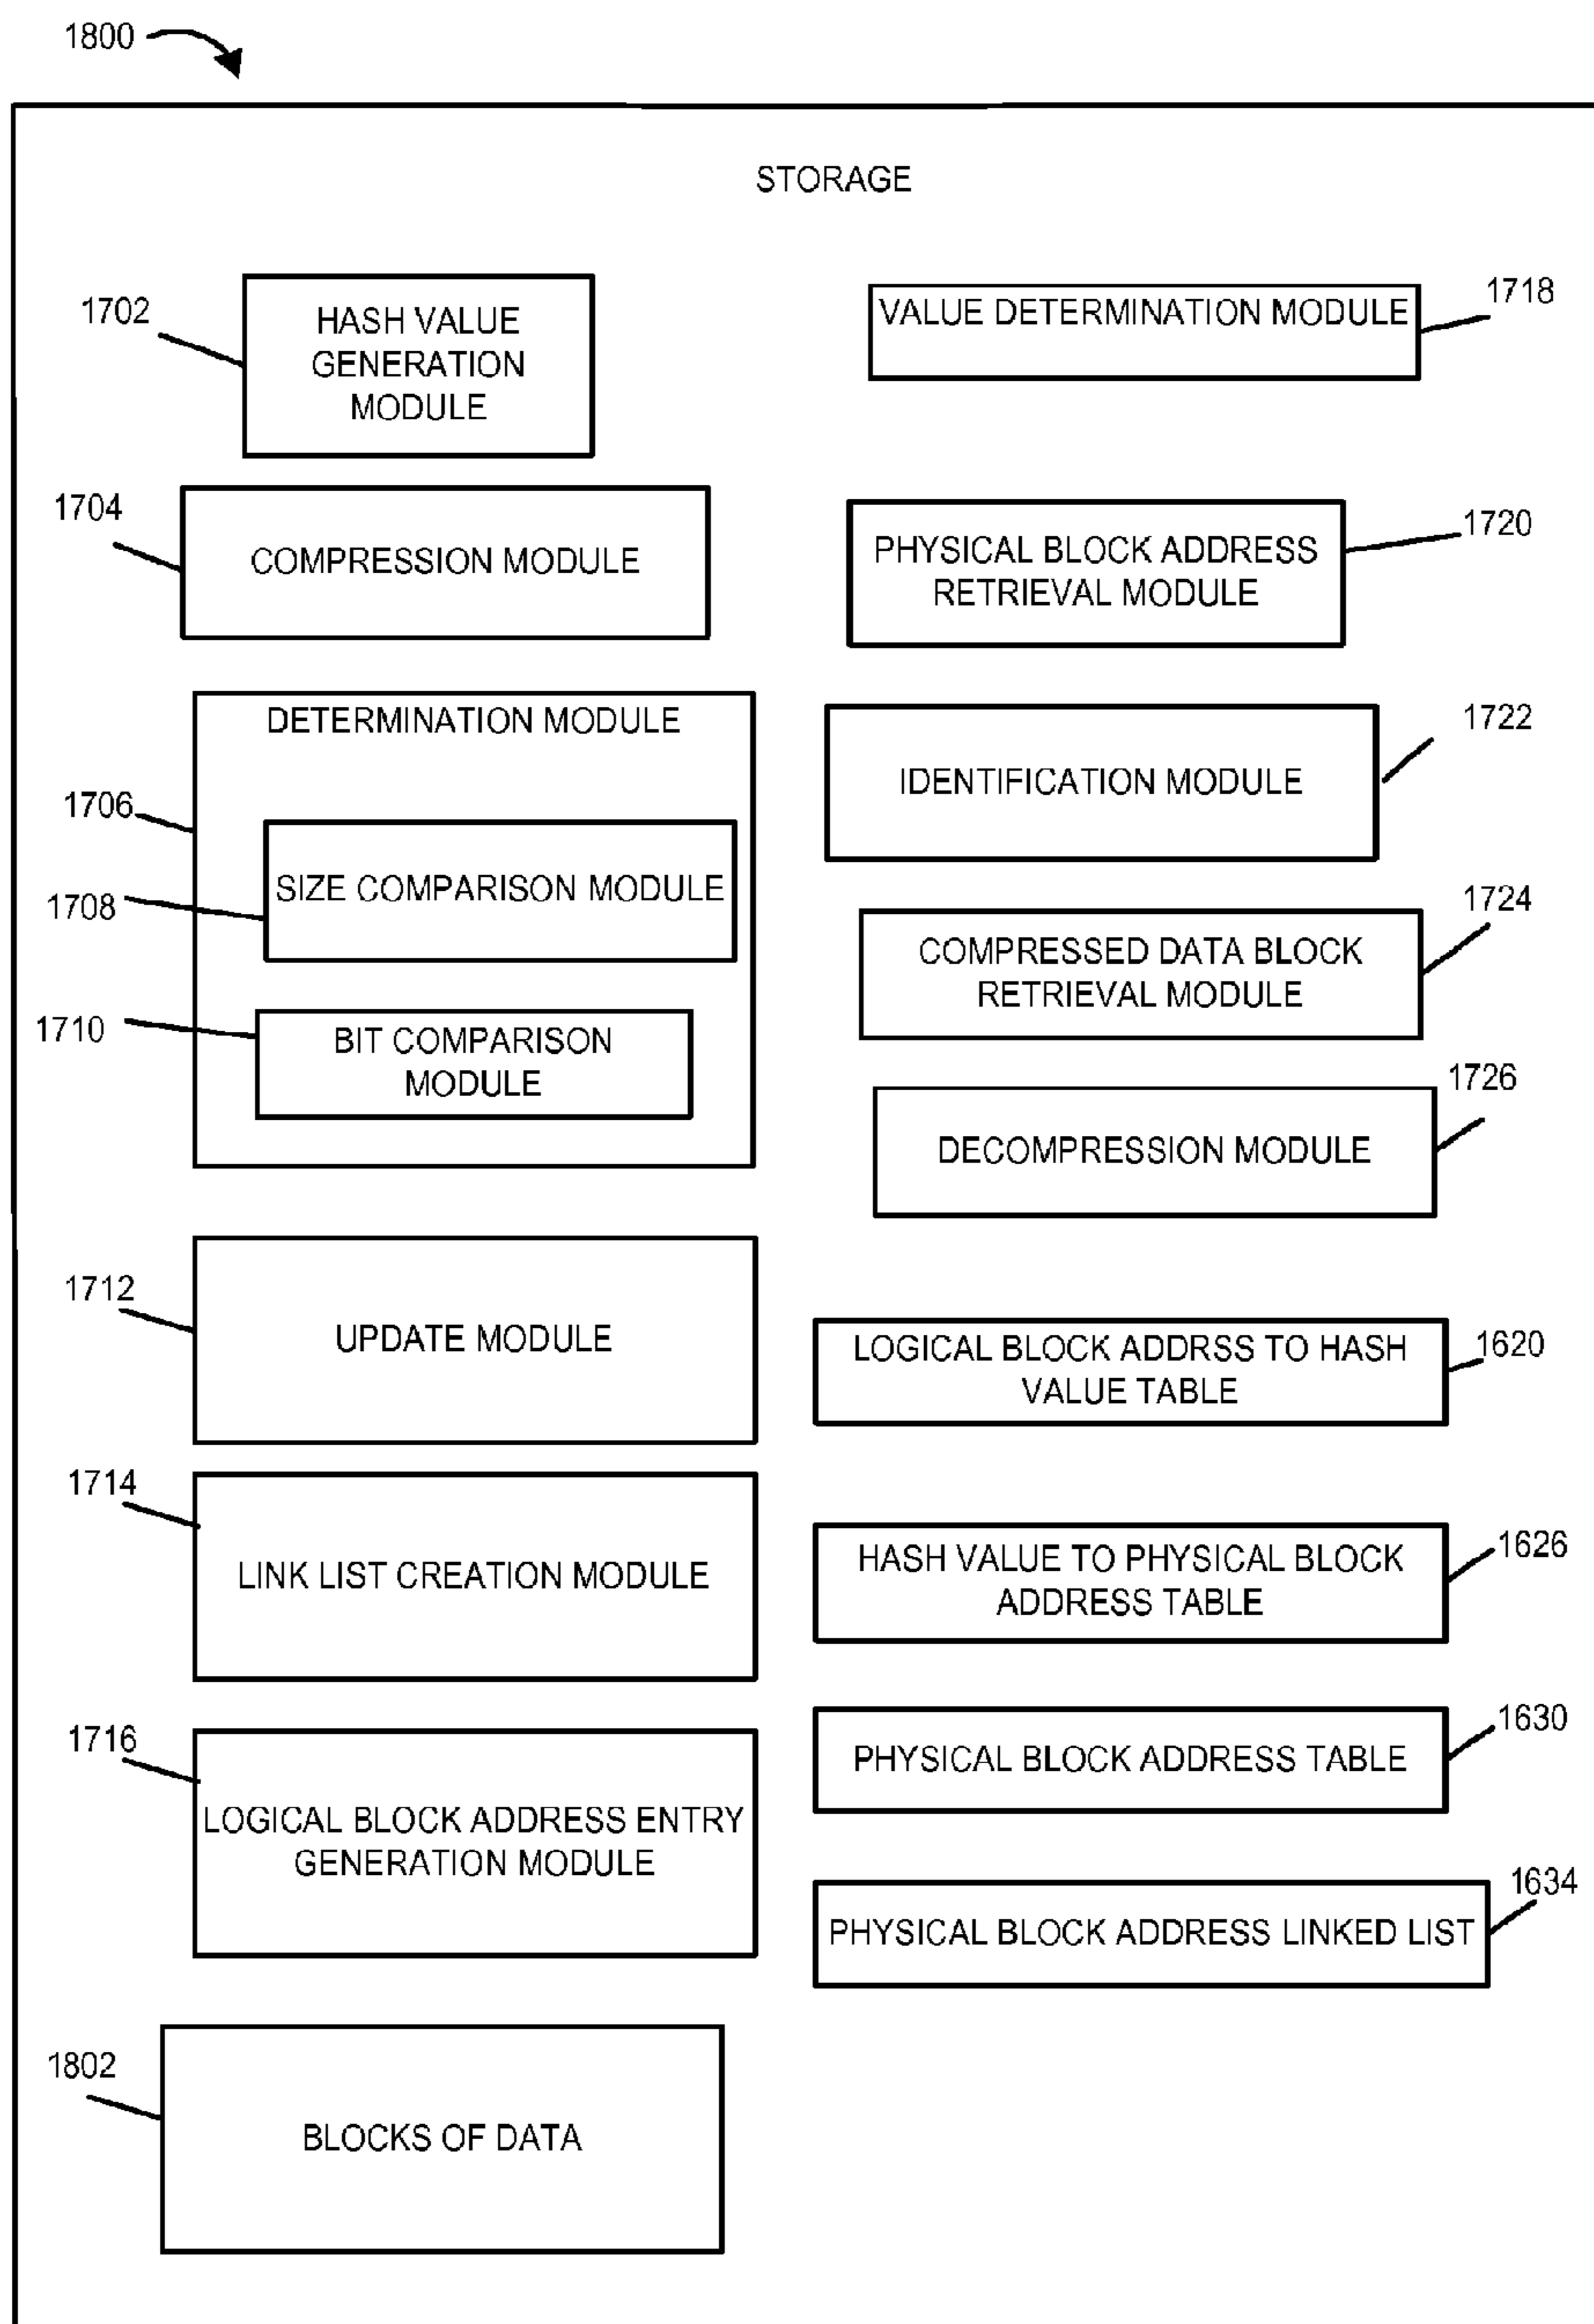 1800
STORAGE
1702
HASH VALUE
GENERATION
MODULE
1704
COMPRESSION MODULE
DETERMINATION MODULE
1706
1708
SIZE COMPARISON MODULE
1710
BIT COMPARISON
MODULE
1712
UPDATE MODULE
1714
LINK LIST CREATION MODULE
1716
LOGICAL BLOCK ADDRESS ENTRY
GENERATION MODULE
1802
BLOCKS OF DATA
VALUE DETERMINATION MODULE
1718
PHYSICAL BLOCK ADDRESS
RETRIEVAL MODULE
1720
IDENTIFICATION MODULE
1722
COMPRESSED DATA BLOCK
RETRIEVAL MODULE
1724
DECOMPRESSION MODULE
1726
LOGICAL BLOCK ADDRSS TO HASH
VALUE TABLE
1620
HASH VALUE TO PHYSICAL BLOCK
ADDRESS TABLE
1626
PHYSICAL BLOCK ADDRESS TABLE
1630
PHYSICAL BLOCK ADDRESS LINKED LIST
1634